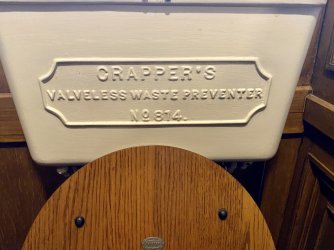 CRAPPER'S
VALVELESS WASTE PREVENTER
No 814.